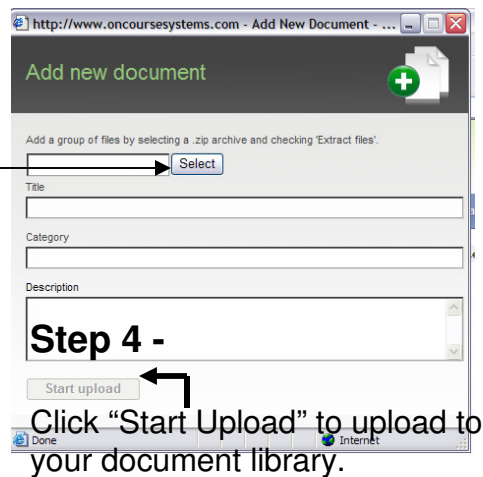 http://www.oncoursesystems.com - Add New Document - ...
Add new document
Add a group of files by selecting a .zip archive and checking 'Extract files'.
Select
Title
Category
Description
Step 4 -
Start upload
Click “Start Upload” to upload to
Done
Internet
your document library.